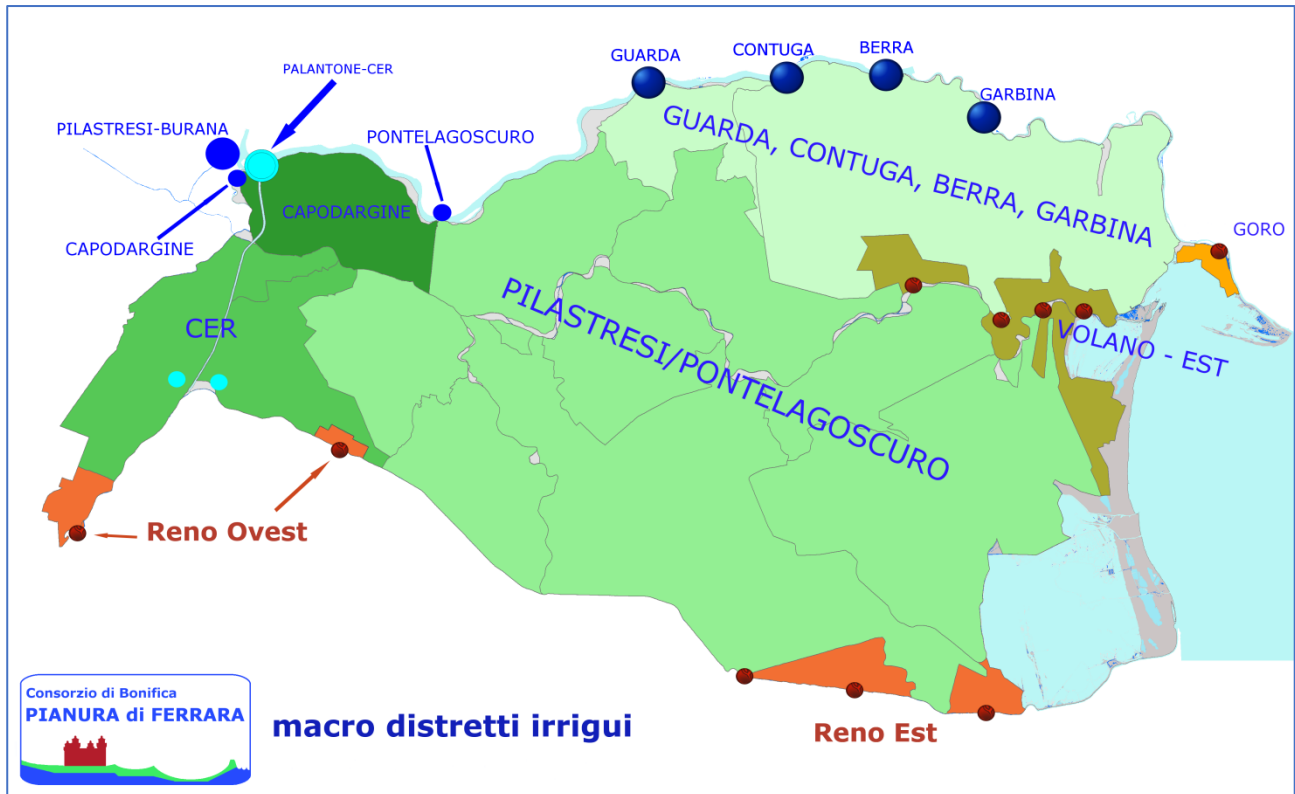 GUARDA
CONTUGA
BERRA
GARBINA
PALANTONE-CER
PILASTRESI-BURANA
PONTELAGOSCURO
CAPODARGINE
CAPODARGINE
GUARDA, CONTUGA, BERRA, GARBINA
GORO
CER
PILASTRESI/PONTELAGOSCURO
VOLANO - EST
Reno Ovest
Reno Est
Consorzio di Bonifica
PIANURA di FERRARA
macro distretti irrigui